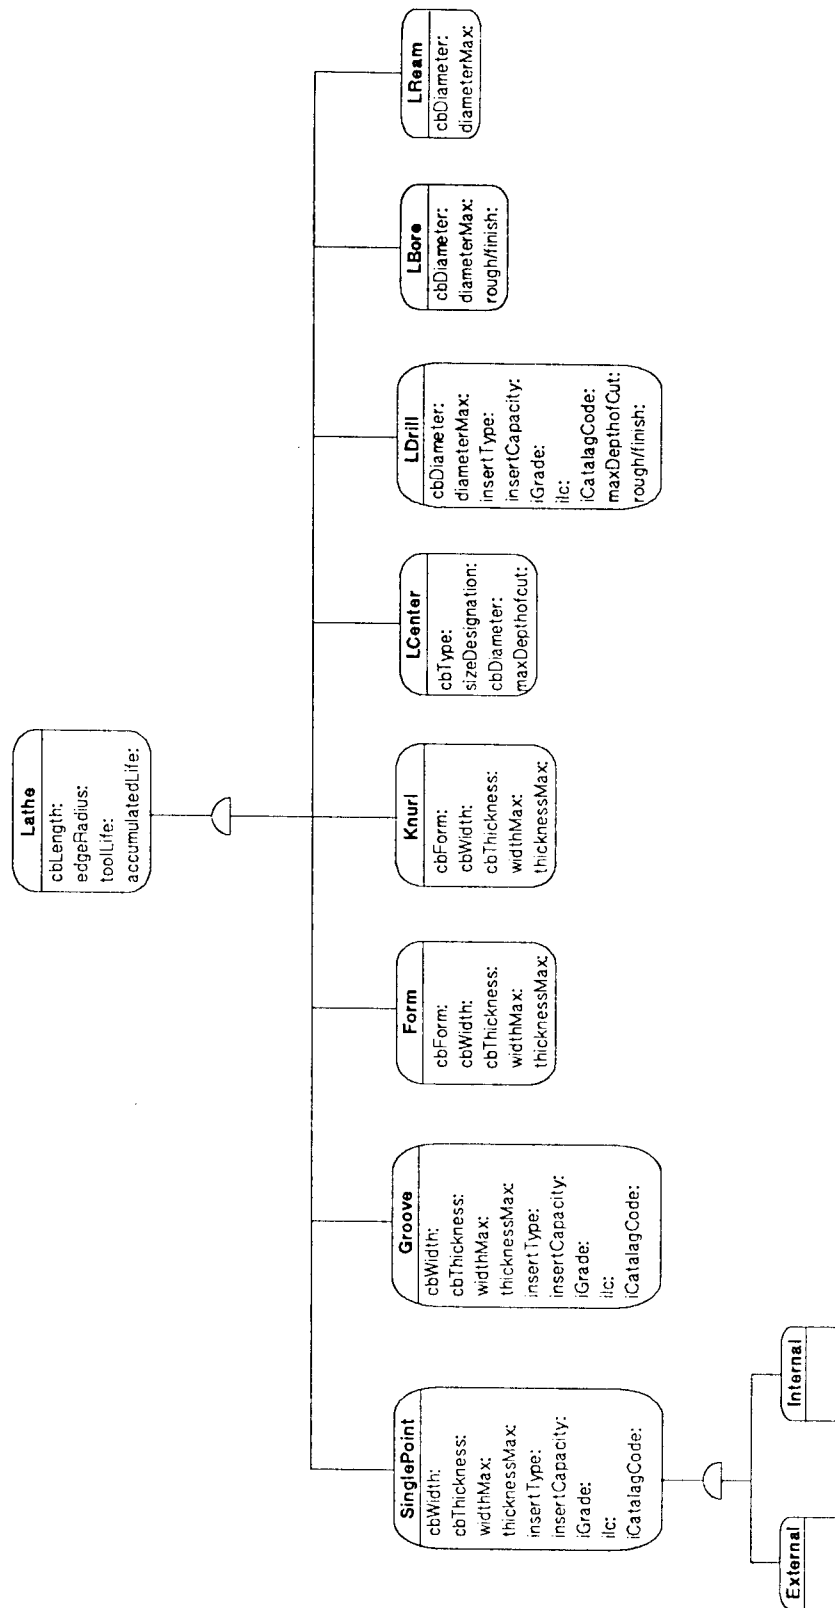 Lathe
cbLength:
edgeRadius:
toolLife:
accumulatedLife:
SinglePoint
cbWidth:
cbThickness:
widthMax:
thicknessMax:
insertType:
insertCapacity:
iGrade:
iIc:
iCatalagCode:
Groove
cbWidth:
cbThickness:
widthMax:
thicknessMax:
insertType:
insertCapacity:
iGrade:
iIc:
iCatalagCode:
Form
cbForm:
cbWidth:
cbThickness:
widthMax:
thicknessMax:
Knurl
cbForm:
cbWidth:
cbThickness:
widthMax:
thicknessMax:
LCenter
cbType:
sizeDesignation:
cbDiameter:
maxDepthofcut:
LDrill
cbDiameter:
diameterMax:
insertType:
insertCapacity:
iGrade:
iIc:
iCatalagCode:
maxDepthofCut:
rough/finish:
LBore
cbDiameter:
diameterMax:
rough/finish:
LReam
cbDiameter:
diameterMax:
External
Internal